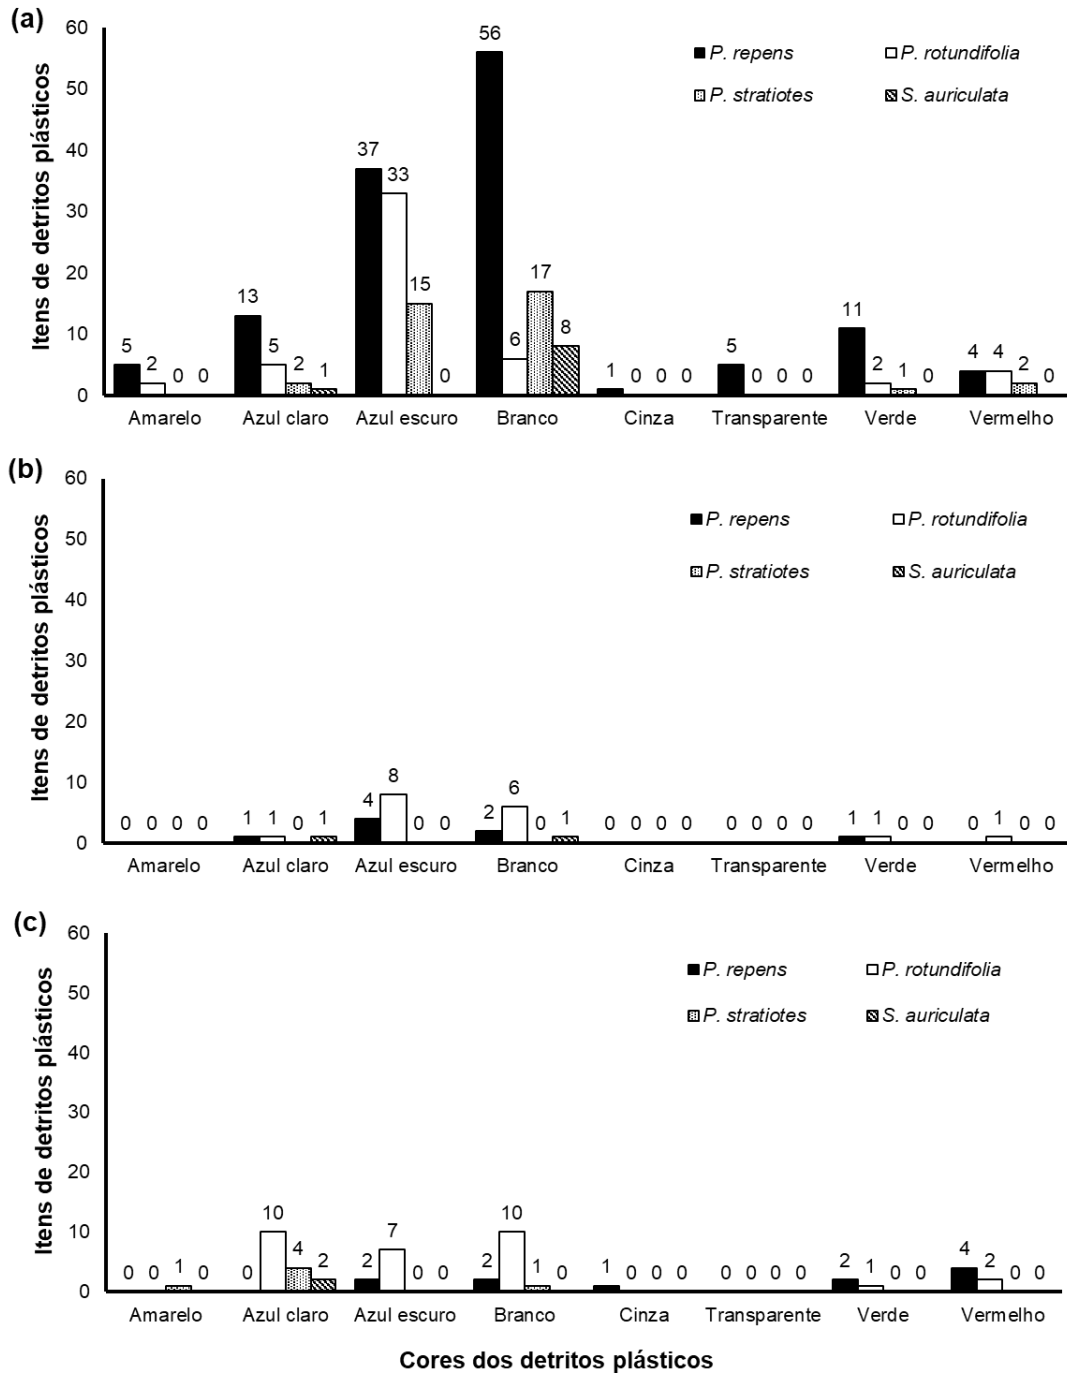 (a)
Itens de detritos plásticos
60
50
40
30
20
10
0
P. repens P. rotundifolia
P. stratiotes S. auriculata
5 2 0 0
13 5 2 1
37 33 15 0
56 6 17 8
1 0 0 0
5 0 0 0
11 2 1 0
4 4 2 0
Amarelo Azul claro Azul escuro Branco Cinza Transparente Verde Vermelho
(b)
Itens de detritos plásticos
60
50
40
30
20
10
0
P. repens P. rotundifolia
P. stratiotes S. auriculata
0 0 0 0
1 1 0 1
4 8 0 0
2 6 0 1
0 0 0 0
0 0 0 0
1 1 0 0
0 1 0 0
Amarelo Azul claro Azul escuro Branco Cinza Transparente Verde Vermelho
(c)
Itens de detritos plásticos
60
50
40
30
20
10
0
P. repens P. rotundifolia
P. stratiotes S. auriculata
0 0 1 0
0 10 4 2
2 7 0 0
2 10 1 0
1 0 0 0
0 0 0 0
2 1 0 0
4 2 0 0
Amarelo Azul claro Azul escuro Branco Cinza Transparente Verde Vermelho
Cores dos detritos plásticos